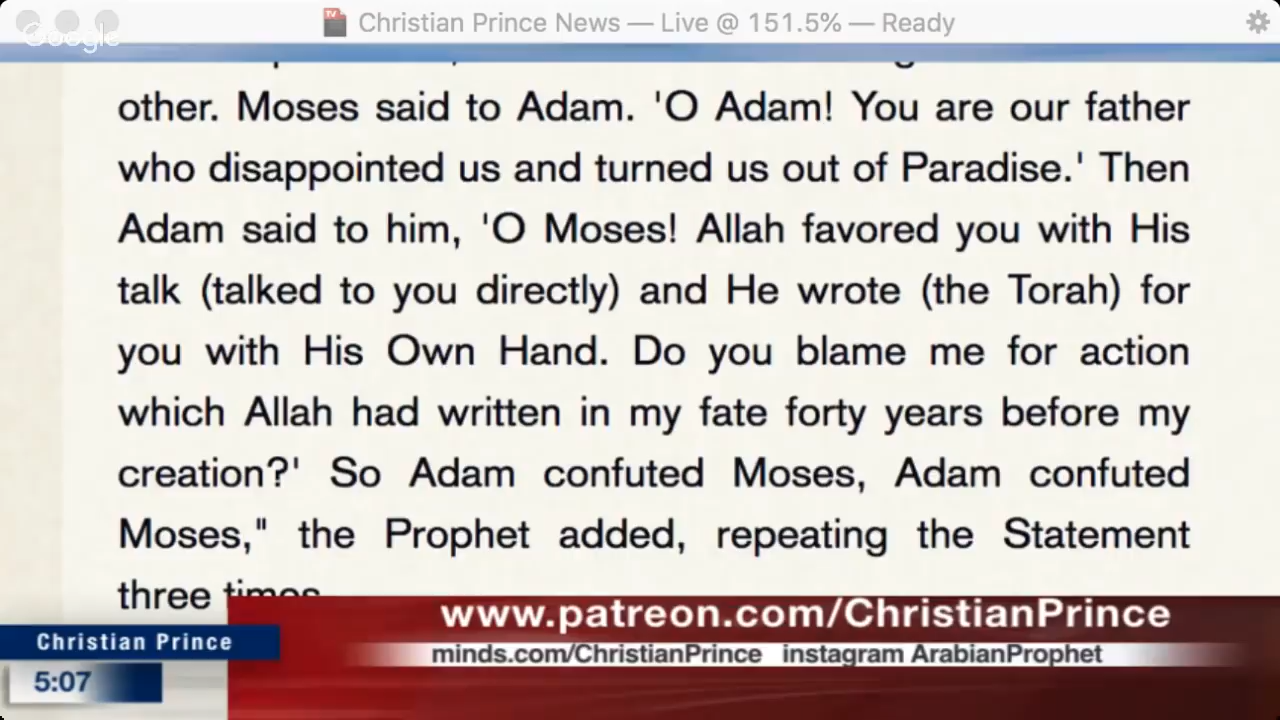 Christian Prince News — Live @ 151.5% — Ready
Google
other. Moses said to Adam. 'O Adam! You are our father
who disappointed us and turned us out of Paradise.' Then
Adam said to him, 'O Moses! Allah favored you with His
talk (talked to you directly) and He wrote (the Torah) for
you with His Own Hand. Do you blame me for action
which Allah had written in my fate forty years before my
creation?' So Adam confuted Moses, Adam confuted
Moses," the Prophet added, repeating the Statement
three times
www.patreon.com/ChristianPrince
Christian Prince
minds.com/ChristianPrince instagram ArabianProphet
5:07